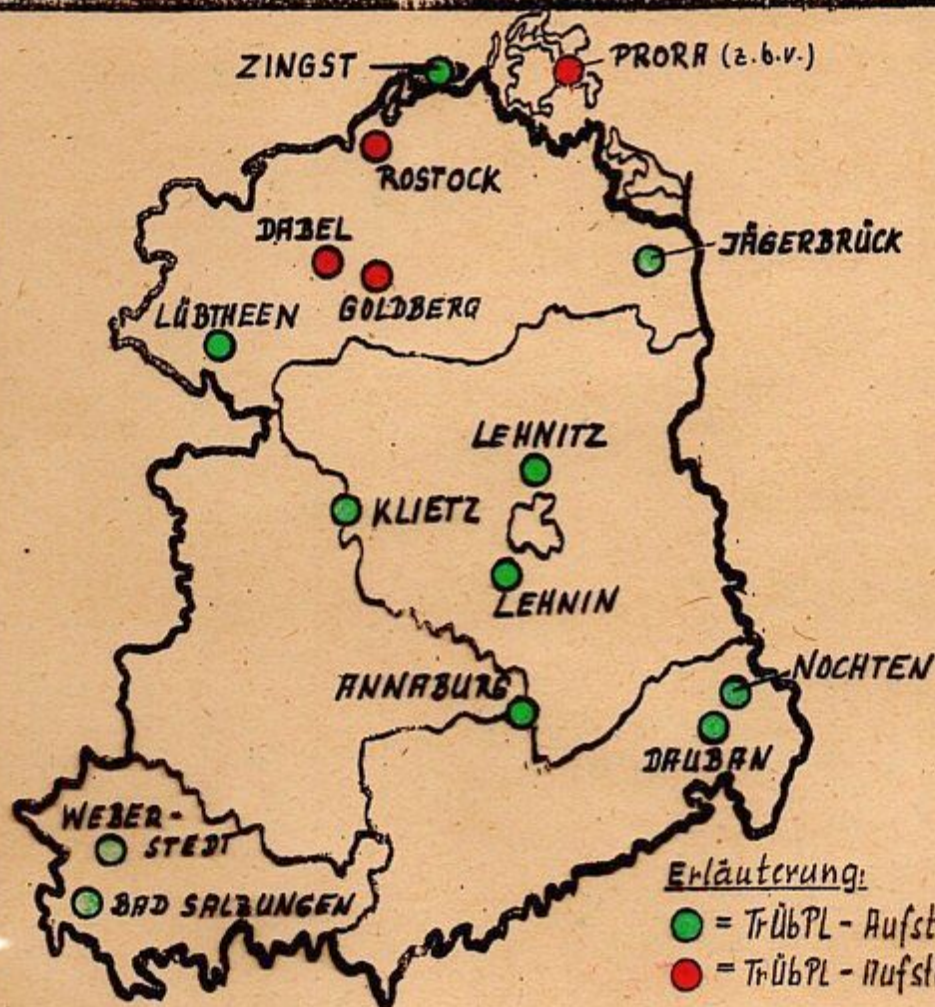 ZINGST
PRORA (z.b.v.)
ROSTOCK
DABEL
JÄGERBRÜCK
LÜBTHEEN
GOLDBERG
LEHNITZ
KLIETZ
LEHNIN
ANNABURG
NOCHTEN
DAUBAN
WEBER-
STEDT
BAD SALZUNGEN
Erläuterung:
= TrÜbPL - Aufst
= TrÜbPL - Aufst